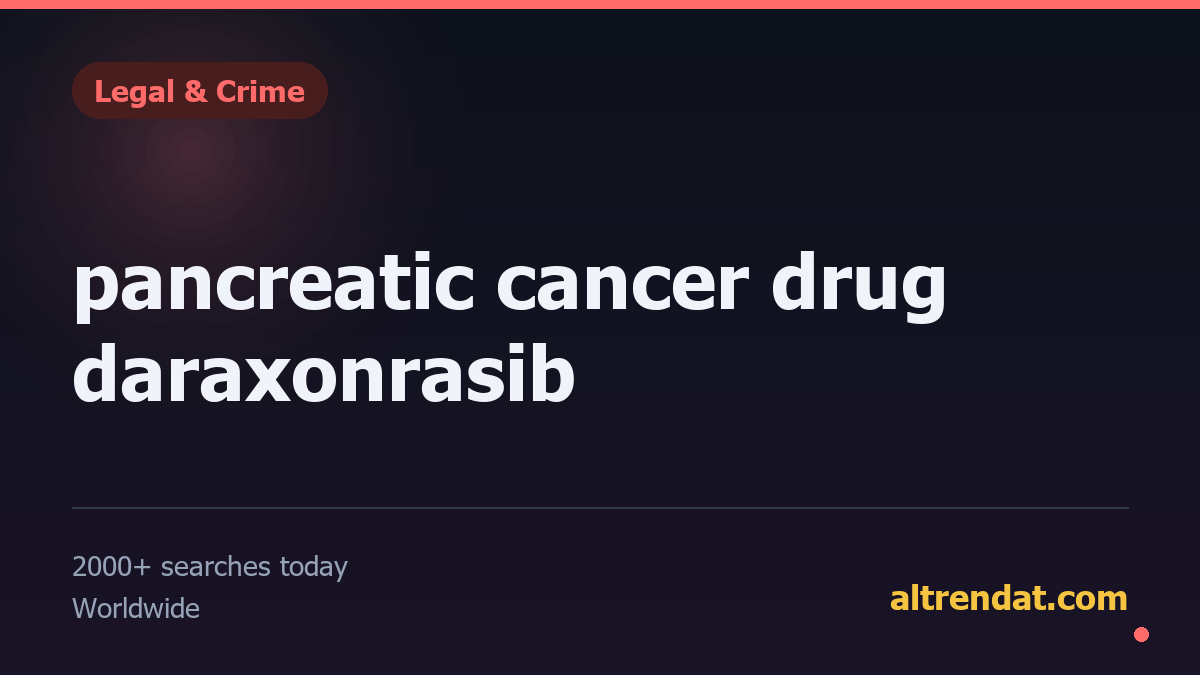 Legal & Crime
pancreatic cancer drug
daraxonrasib
2000+ searches today
Worldwide
altrendat.com